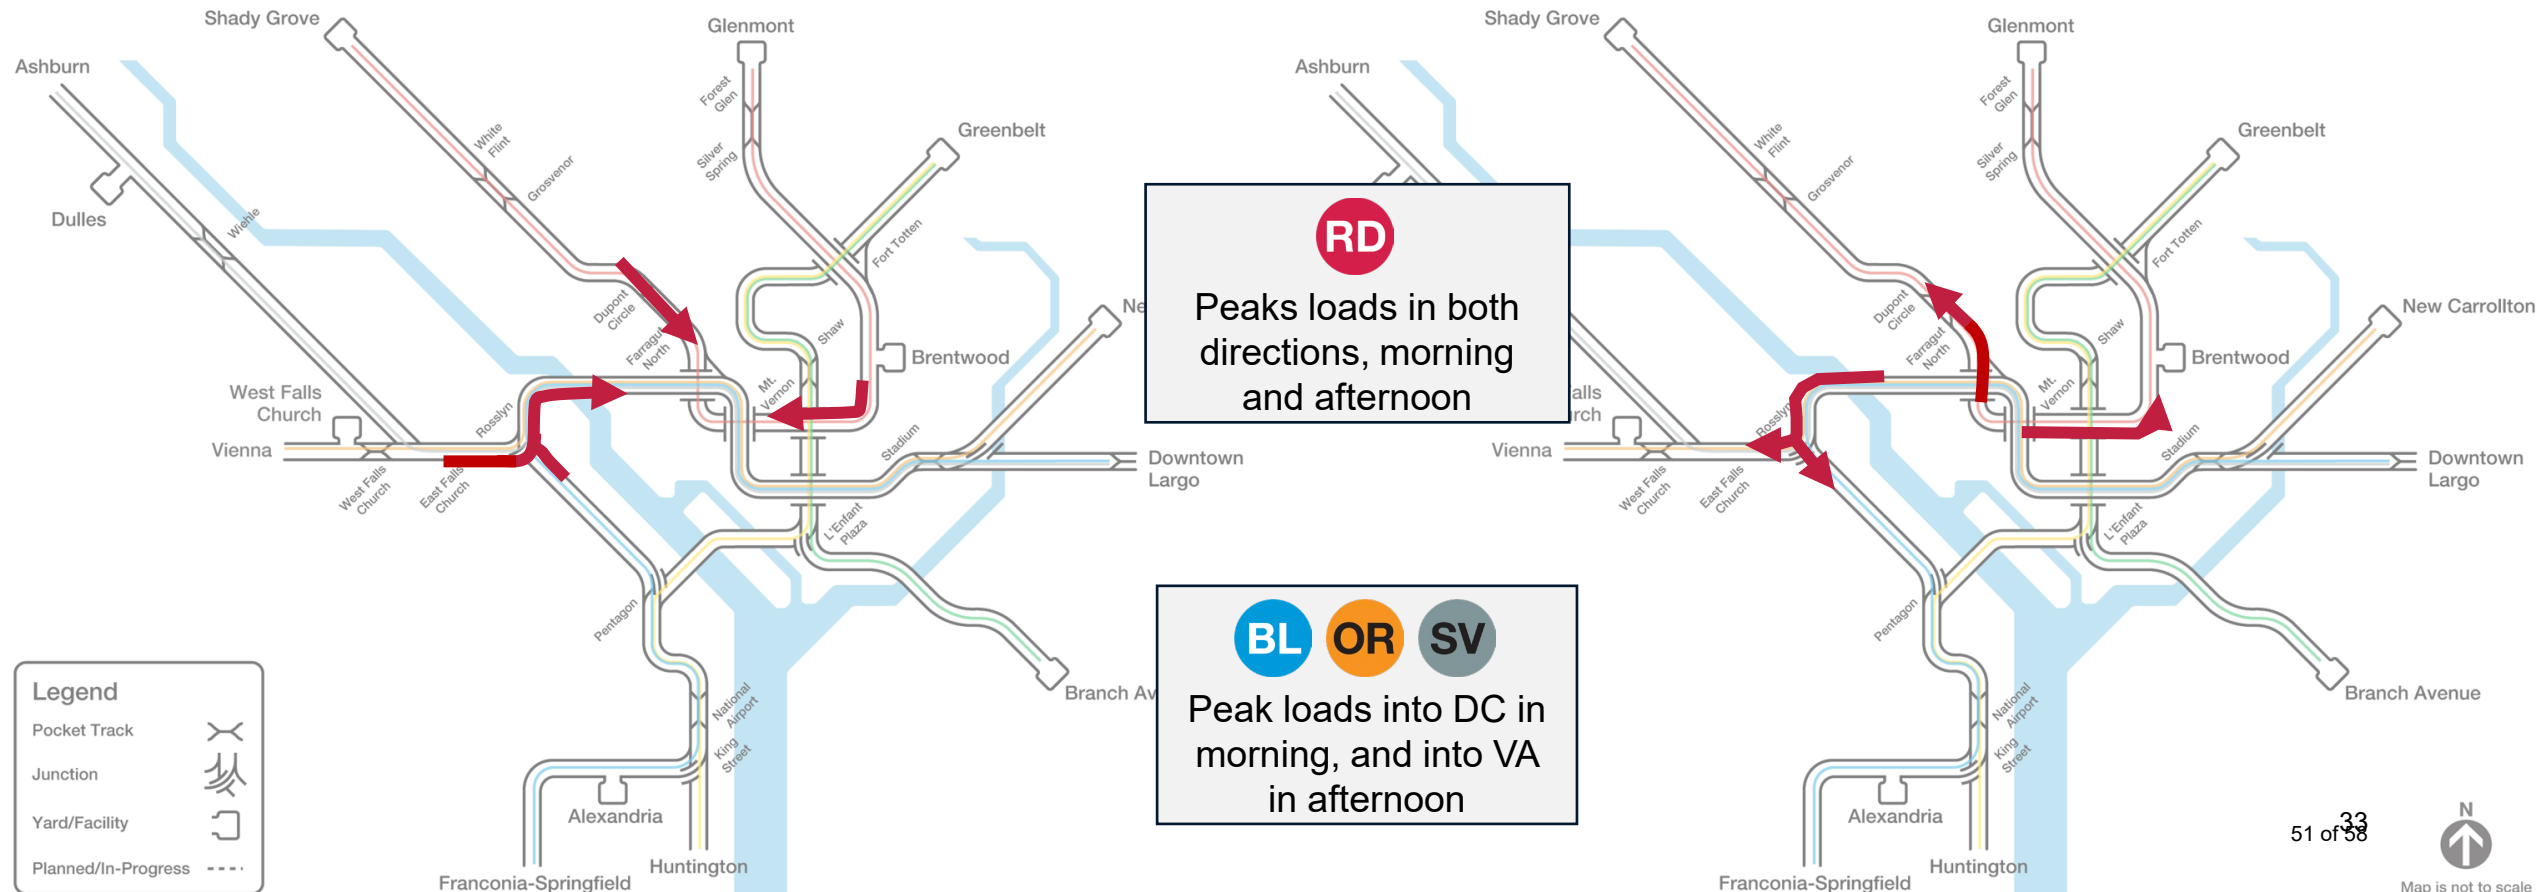 Shady Grove
Glenmont
Ashburn
Forest
Glen
Greenbelt
White
Flint
Silver
Spring
Grosvenor
Dulles
Wiehle
Fort Totten
Dupont
Circle
Farragut
North
Shaw
Ne
Brentwood
Mt.
Vernon
West Falls
Church
Rosslyn
Vienna
Stadium
West Falls
Church
East Falls
Church
Downtown
Largo
L'Enfant
Plaza
Pentagon
National
Airport
Branch Av
King
Street
Alexandria
Huntington
Franconia-Springfield
Legend
Pocket Track
Junction
Yard/Facility
Planned/In-Progress
RD
Peaks loads in both
directions, morning
and afternoon
BL OR SV
Peak loads into DC in
morning, and into VA
in afternoon
Shady Grove
Glenmont
Ashburn
Forest
Glen
Greenbelt
White
Flint
Silver
Spring
Grosvenor
Fort Totten
Dupont
Circle
Farragut
North
Shaw
New Carrollton
Brentwood
Mt.
Vernon
alls
rch
Rosslyn
Vienna
Stadium
West Falls
Church
East Falls
Church
Downtown
Largo
L'Enfant
Plaza
Pentagon
National
Airport
Branch Avenue
King
Street
Alexandria
Huntington
Franconia-Springfield
33
51 of 58
N
Map is not to scale